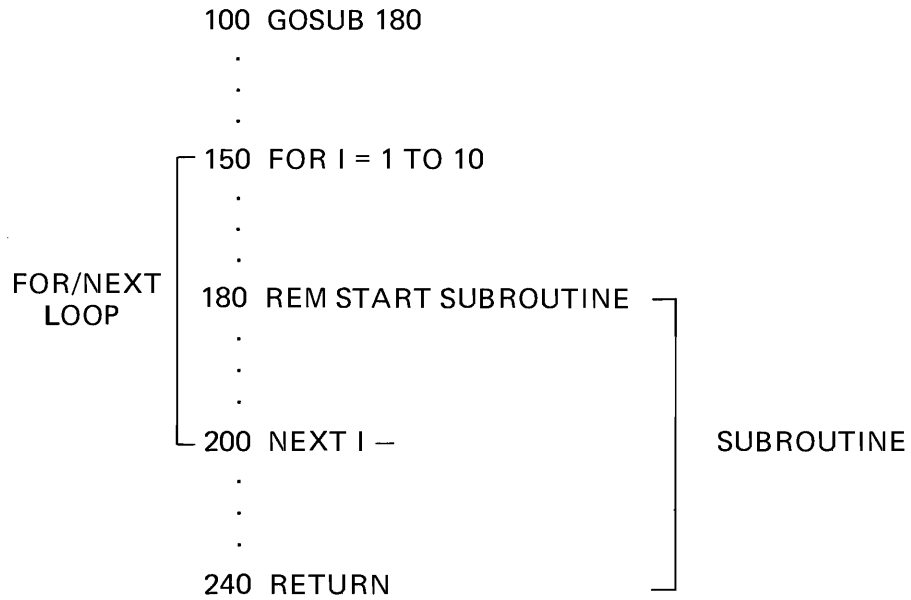 100 GOSUB 180
.
.
.
150 FOR I = 1 TO 10
.
.
.
FOR/NEXT
LOOP
180 REM START SUBROUTINE
.
.
.
200 NEXT I –
SUBROUTINE
.
.
.
240 RETURN